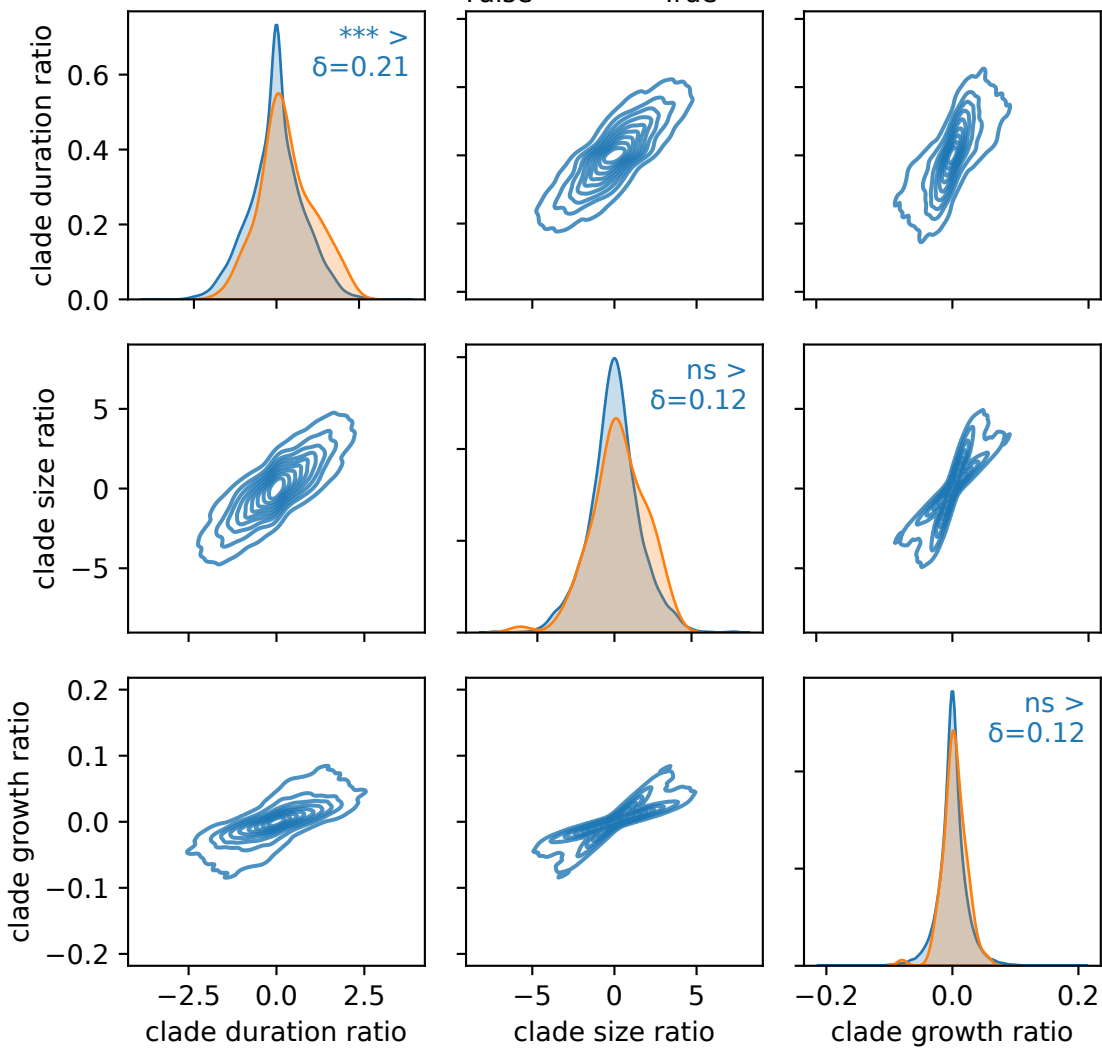 clade duration ratio
0.6
0.4
0.2
0.0
*** >
δ=0.21
clade size ratio
5
0
−5
ns >
δ=0.12
clade growth ratio
0.2
0.1
0.0
−0.1
−0.2
ns >
δ=0.12
−2.5 0.0 2.5
clade duration ratio
−5 0 5
clade size ratio
−0.2 0.0 0.2
clade growth ratio